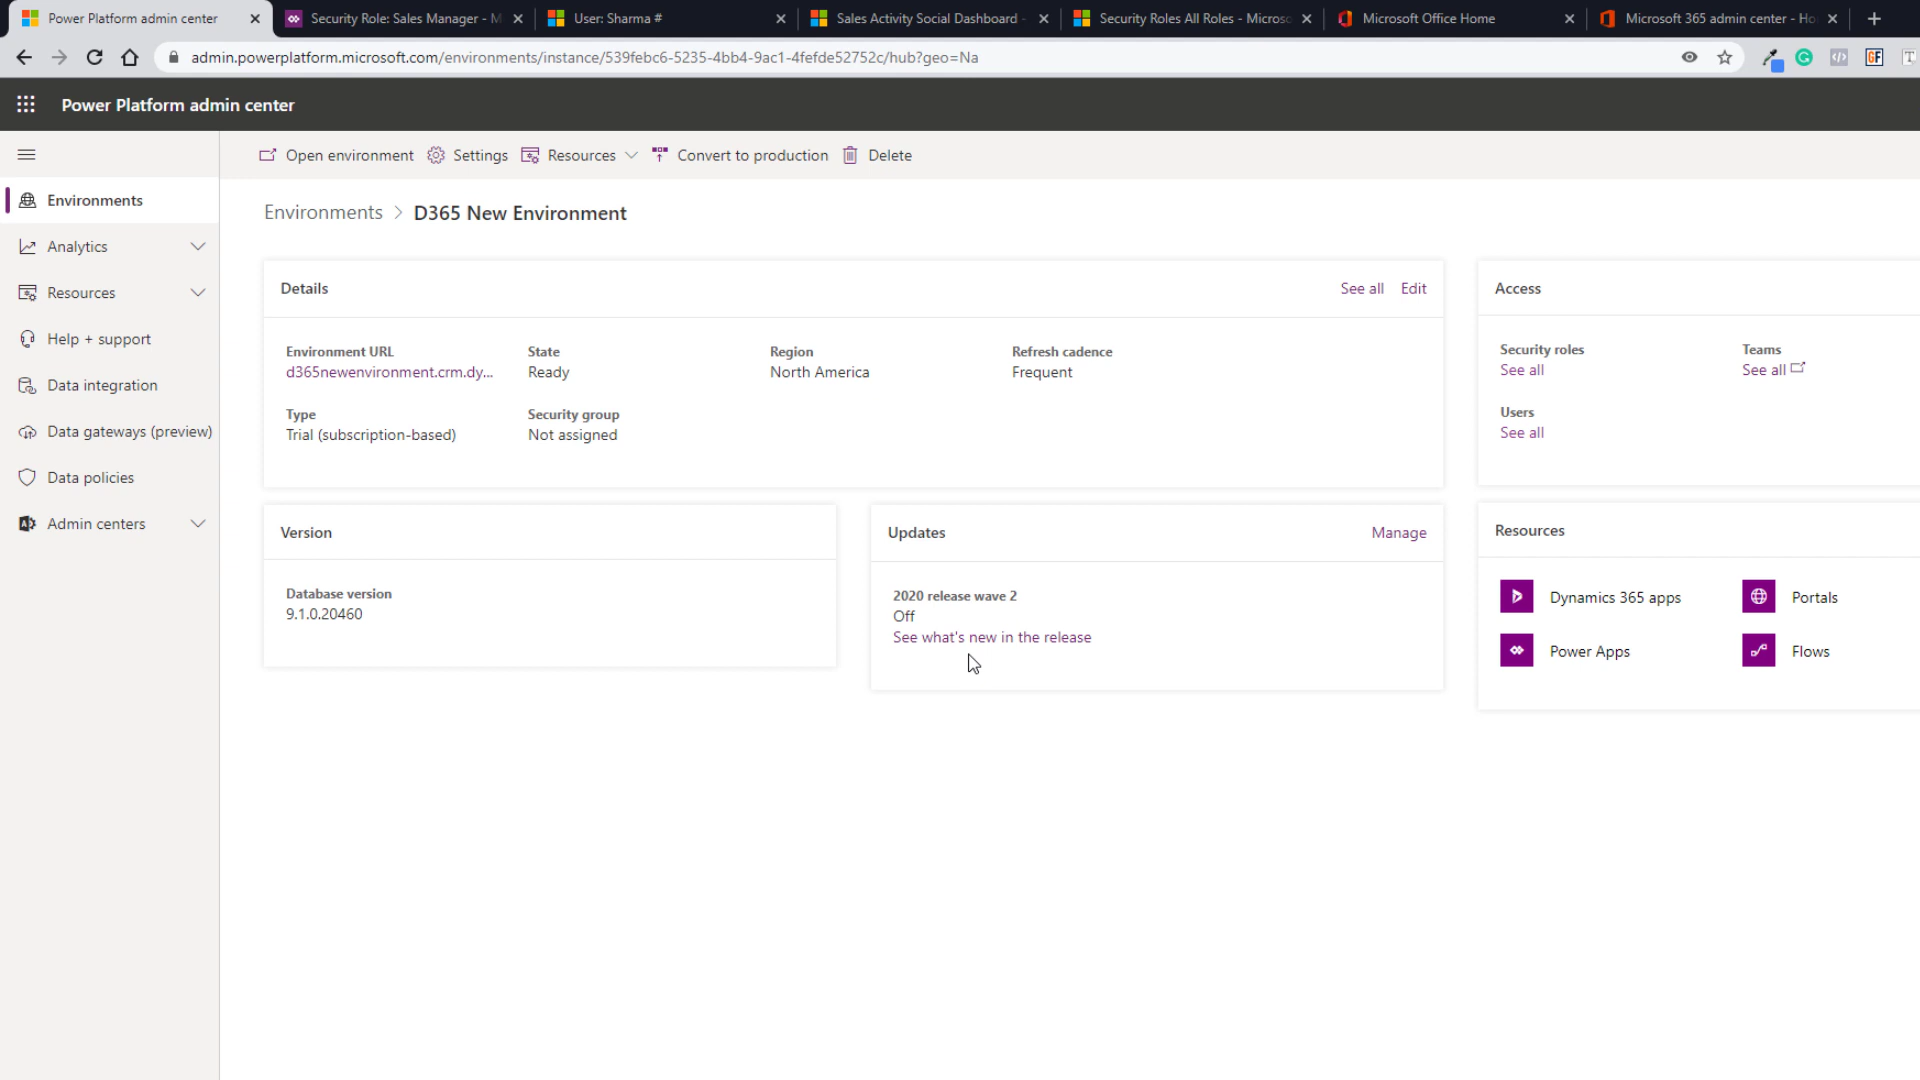 Power Platform admin center
Security Role: Sales Manager - M
User: Sharma #
Sales Activity Social Dashboard -
Security Roles All Roles - Micros
Microsoft Office Home
Microsoft 365 admin center - Ho
admin.powerplatform.microsoft.com/environments/instance/539febc6-5235-4bb4-9ac1-4fefde52752c/hub?geo=Na
GF
Power Platform admin center
Open environment
Settings
Resources
Convert to production
Delete
Environments
Analytics
Resources
Help + support
Data integration
Data gateways (preview)
Data policies
Admin centers
Environments > D365 New Environment
Details
See all
Edit
Environment URL
d365newenvironment.crm.dy...
State
Ready
Region
North America
Refresh cadence
Frequent
Type
Trial (subscription-based)
Security group
Not assigned
Version
Database version
9.1.0.20460
Updates
Manage
2020 release wave 2
Off
See what's new in the release
Access
Security roles
See all
Teams
See all
Users
See all
Resources
Dynamics 365 apps
Portals
Power Apps
Flows